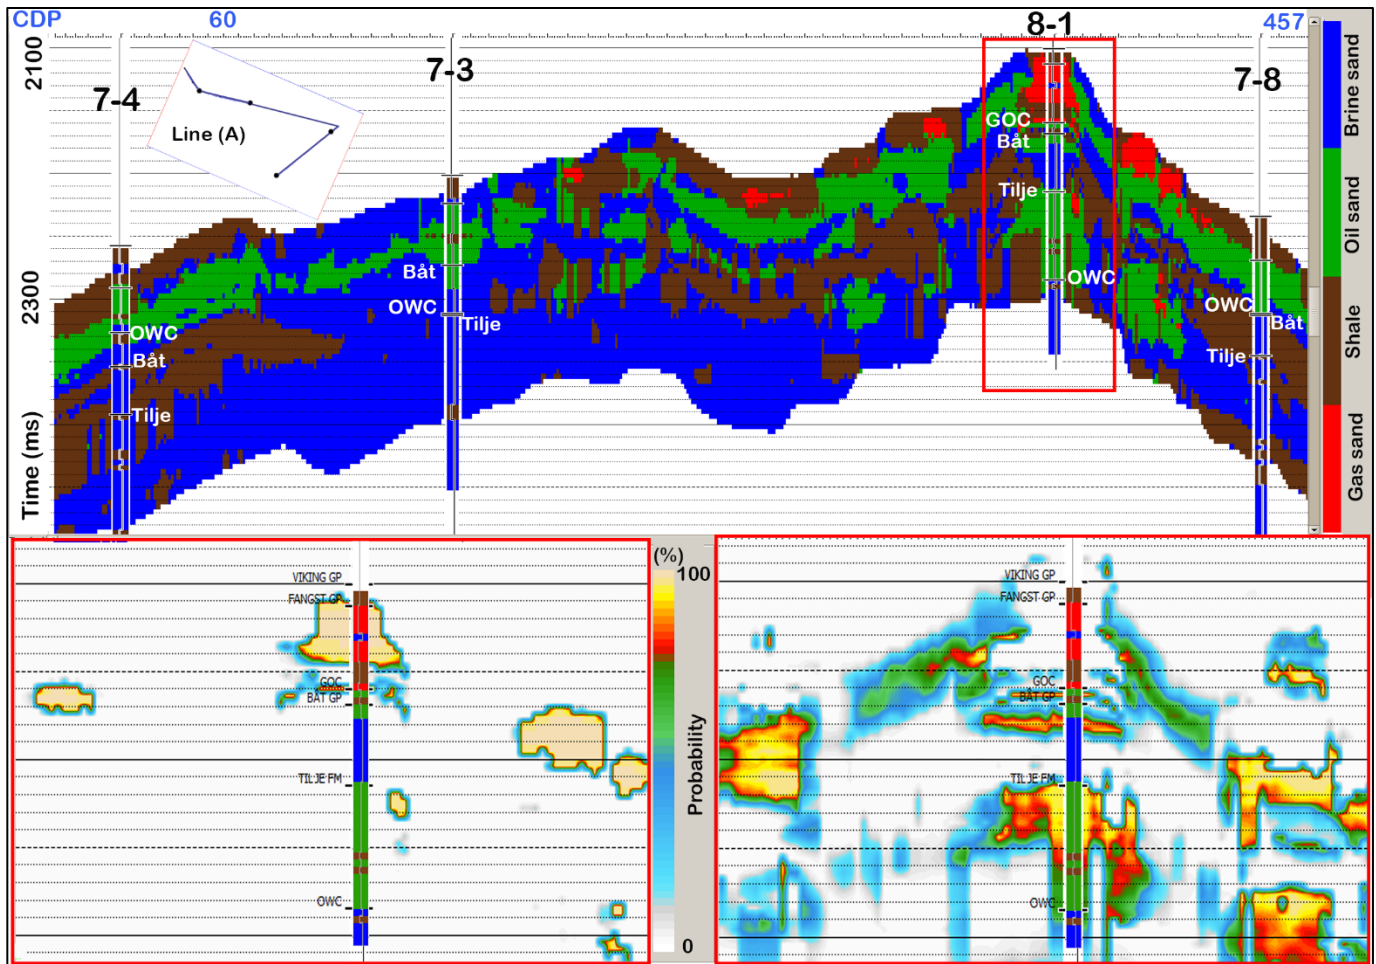 CDP
60
8-1
457
2100
7-3
7-4
7-8
Line (A)
GOC
Båt
Tilje
OWC
Båt
OWC
Tilje
2300
OWC
Båt
Tilje
OWC
Båt
Tilje
Time (ms)
Brine sand
Oil sand
Shale
Gas sand
(%)
100
Probability
0
VIKING GP
FANGST GP
GOC
BÅT GP
TILJE FM
OWC
VIKING GP
FANGST GP
GOC
BÅT GP
TILJE FM
OWC